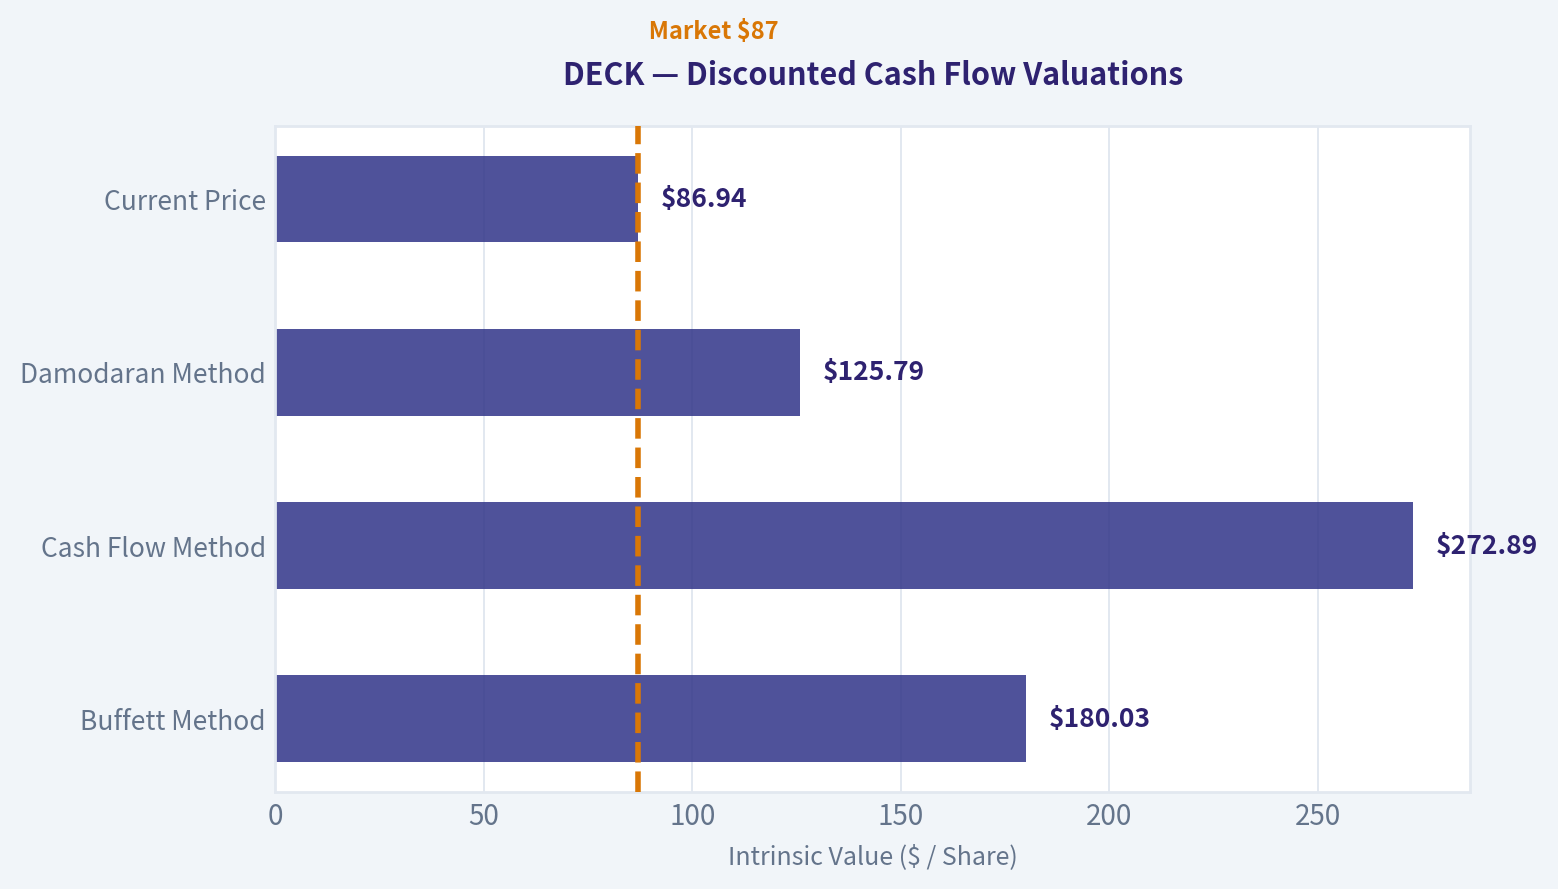 Market $87
DECK — Discounted Cash Flow Valuations
Current Price
$86.94
Damodaran Method
$125.79
Cash Flow Method
$272.89
Buffett Method
$180.03
0 50 100 150 200 250
Intrinsic Value ($ / Share)